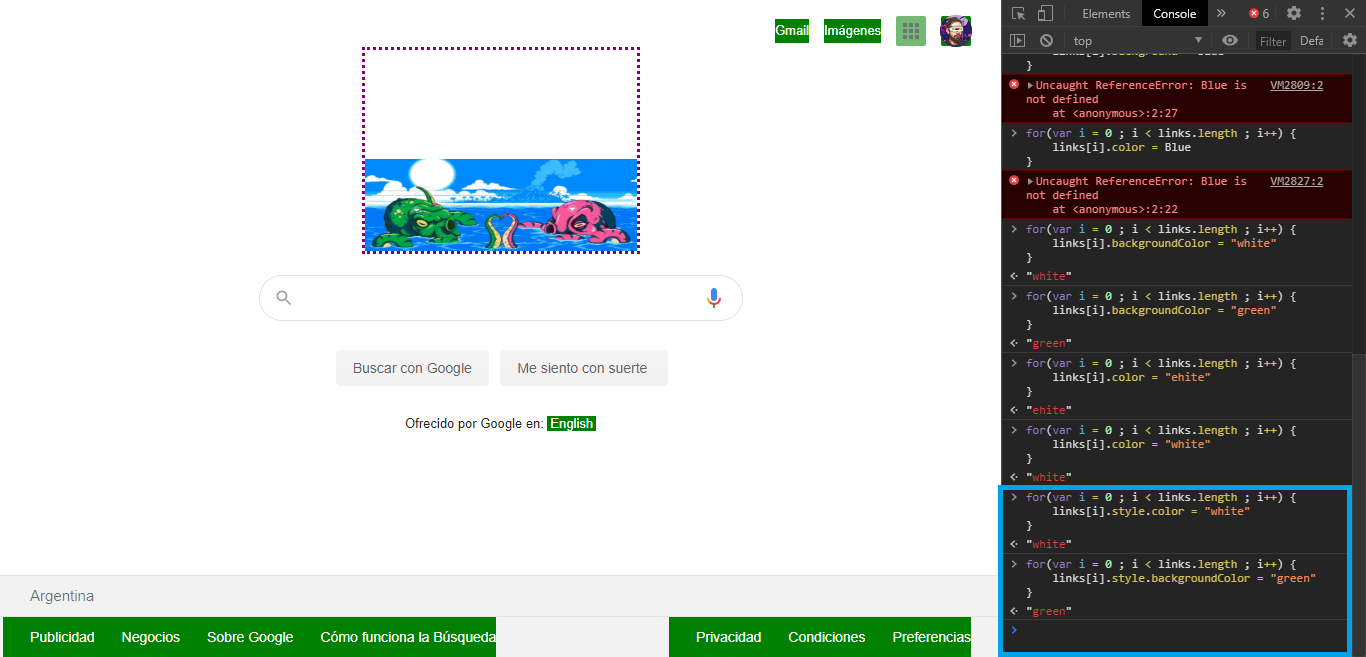 Gmail Imágenes
Buscar con Google Me siento con suerte
Ofrecido por Google en: English
Argentina
Publicidad Negocios Sobre Google Cómo funciona la Búsqueda Privacidad Condiciones Preferencias
Elements Console » 6
top Filter Defa
}
Uncaught ReferenceError: Blue is VM2809:2
not defined
at <anonymous>:2:27
for(var i = 0 ; i < links.length ; i++) {
links[i].color = Blue
}
Uncaught ReferenceError: Blue is VM2827:2
not defined
at <anonymous>:2:22
for(var i = 0 ; i < links.length ; i++) {
links[i].backgroundColor = "white"
}
"white"
for(var i = 0 ; i < links.length ; i++) {
links[i].backgroundColor = "green"
}
"green"
for(var i = 0 ; i < links.length ; i++) {
links[i].color = "ehite"
}
"ehite"
for(var i = 0 ; i < links.length ; i++) {
links[i].color = "white"
}
"white"
for(var i = 0 ; i < links.length ; i++) {
links[i].style.color = "white"
}
"white"
for(var i = 0 ; i < links.length ; i++) {
links[i].style.backgroundColor = "green"
}
"green"